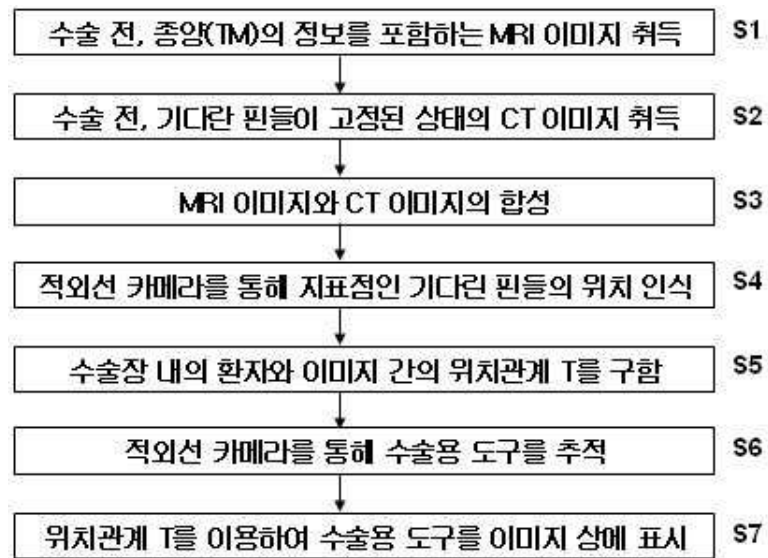 수술 전, 종양(TM)의 정보를 포함하는 MRI 이미지 취득 S1
수술 전, 기다란 핀들이 고정된 상태의 CT 이미지 취득 S2
MRI 이미지와 CT 이미지의 합성 S3
적외선 카메라를 통해 지표점인 기다린 핀들의 위치 인식 S4
수술장 내의 환자와 이미지 간의 위치관계 T를 구함 S5
적외선 카메라를 통해 수술용 도구를 추적 S6
위치관계 T를 이용하여 수술용 도구를 이미지 상에 표시 S7